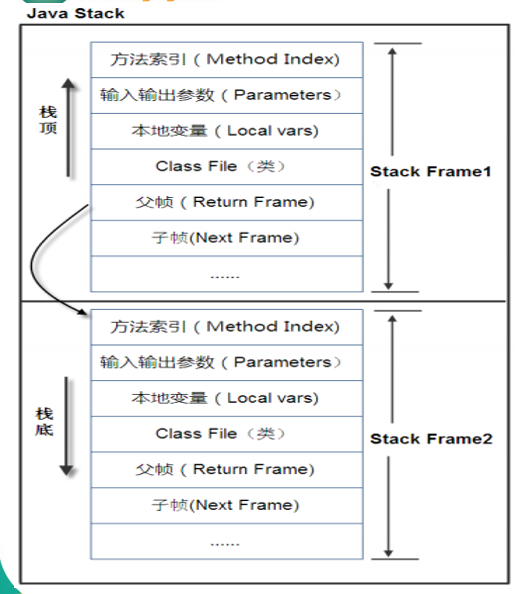 Java Stack
方法索引 ( Method Index)
输入输出参数 ( Parameters）
本地变量 ( Local vars)
Class File（类）
父帧 ( Return Frame)
子帧(Next Frame)
......
栈顶
Stack Frame1
方法索引 ( Method Index)
输入输出参数 ( Parameters）
本地变量 ( Local vars)
Class File（类）
父帧 ( Return Frame)
子帧(Next Frame)
......
栈底
Stack Frame2